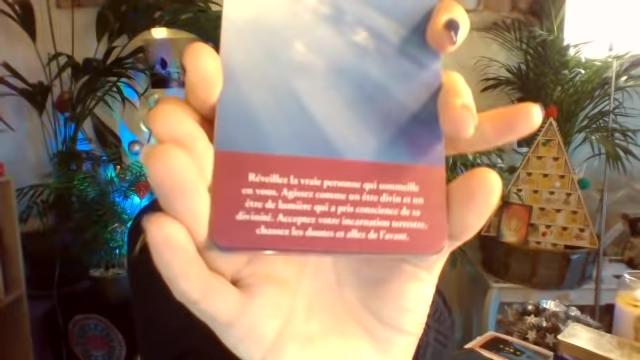 Réveillez la vraie personne qui sommeille
en vous. Agissez comme un être divin et un
être de lumière qui a pris conscience de sa
divinité. Acceptez votre incarnation terrestre,
chassez les doutes et allez de l'avant.